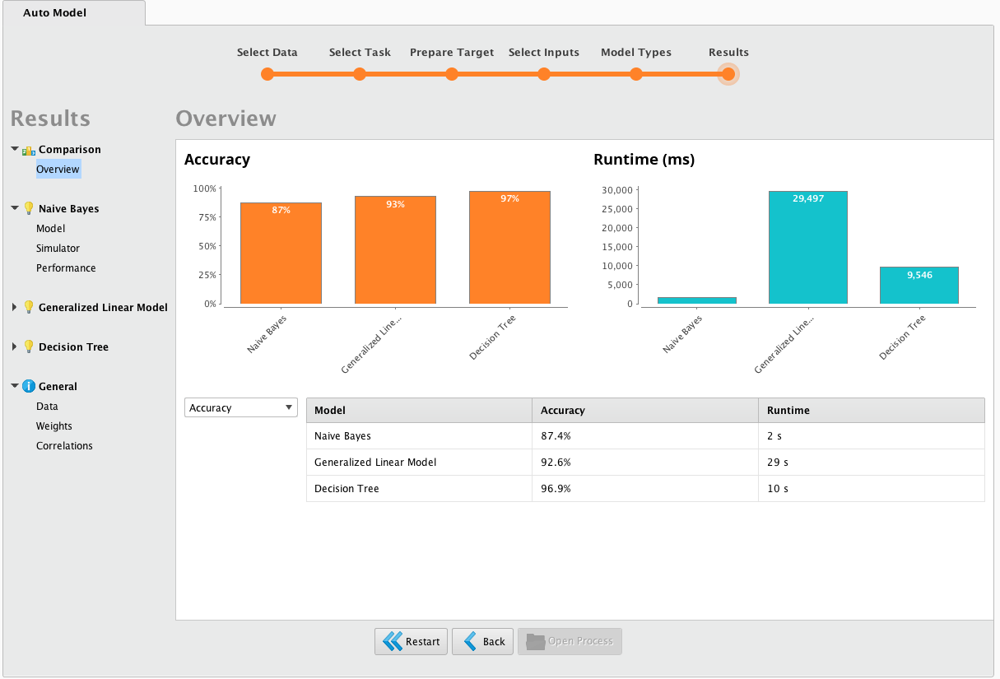 Auto Model
Select Data Select Task Prepare Target Select Inputs Model Types Results
Results
Comparison
Overview
Naive Bayes
Model
Simulator
Performance
Generalized Linear Model
Decision Tree
General
Data
Weights
Correlations
Overview
Accuracy
100%
75%
50%
25%
0%
87%
93%
97%
Naive Bayes
Generalized Line...
Decision Tree
Runtime (ms)
30,000
25,000
20,000
15,000
10,000
5,000
0
29,497
9,546
Naive Bayes
Generalized Line...
Decision Tree
Accuracy
Model Accuracy Runtime
Naive Bayes 87.4% 2 s
Generalized Linear Model 92.6% 29 s
Decision Tree 96.9% 10 s
Restart Back Open Process